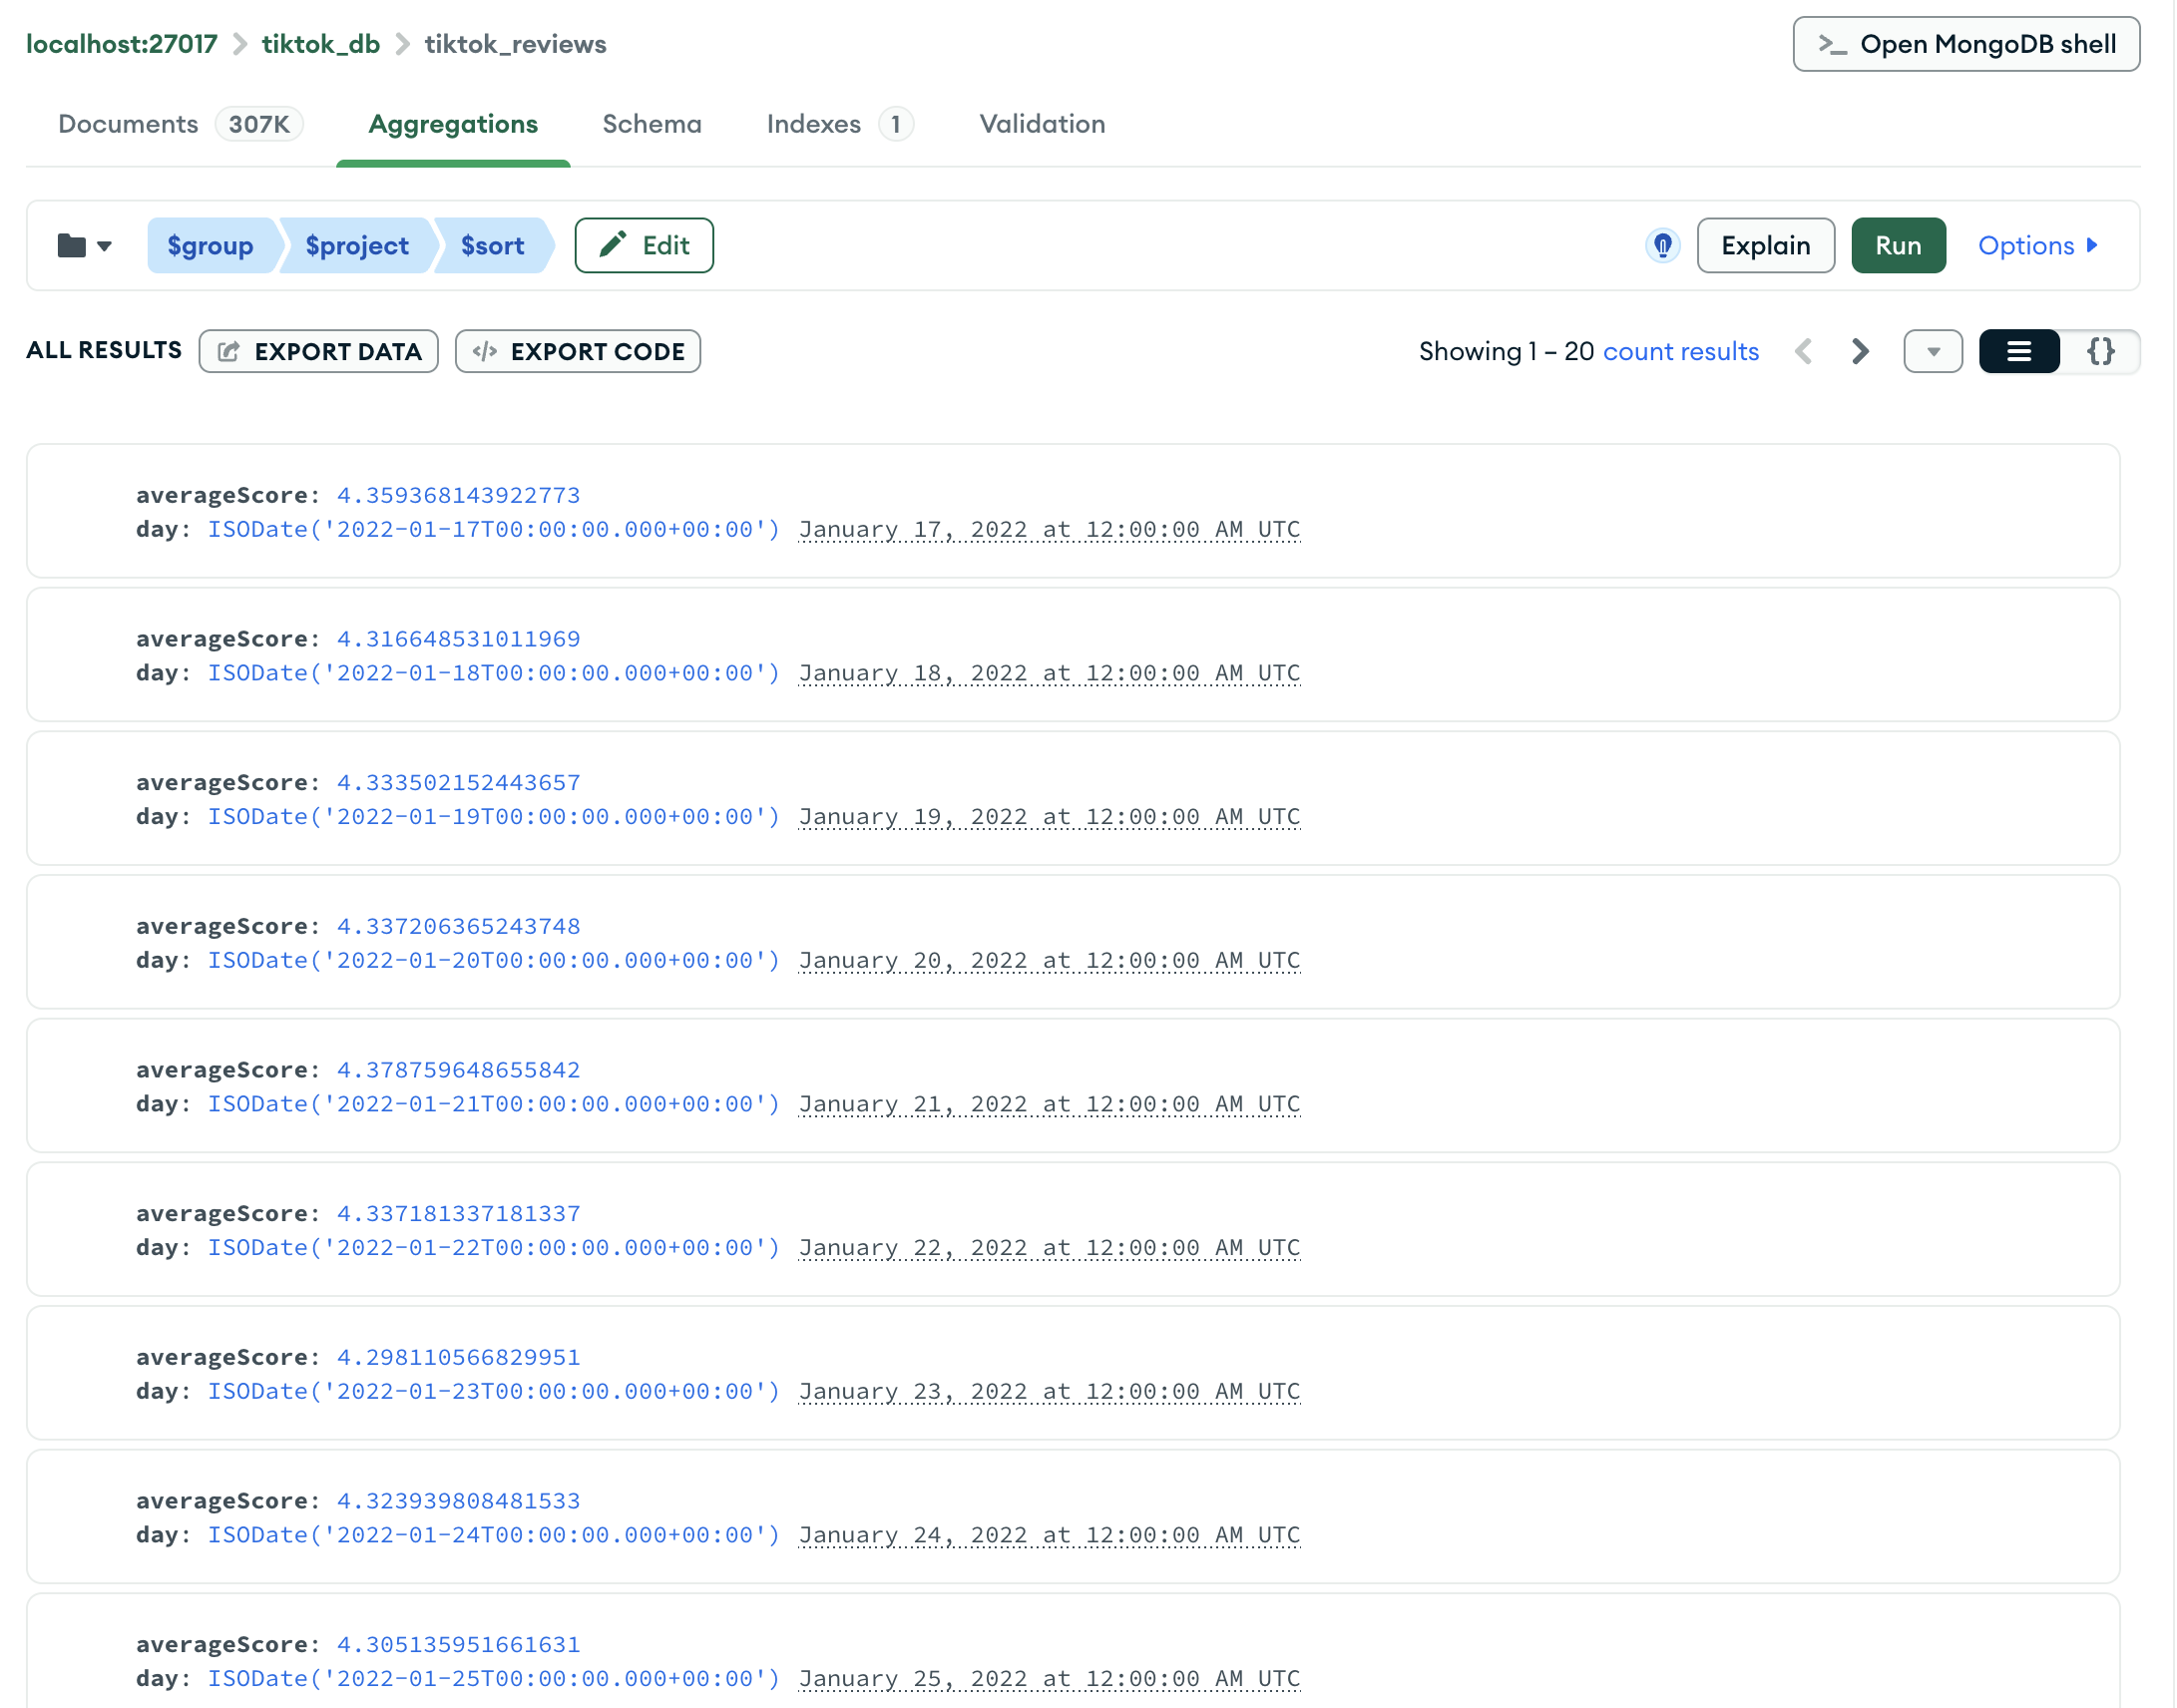 localhost:27017 > tiktok_db > tiktok_reviews
>_ Open MongoDB shell
Documents 307K Aggregations Schema Indexes 1 Validation
$group $project $sort Edit Explain Run Options
ALL RESULTS EXPORT DATA </> EXPORT CODE Showing 1 – 20 count results {}
averageScore: 4.359368143922773
day: ISODate('2022-01-17T00:00:00.000+00:00') January 17, 2022 at 12:00:00 AM UTC
averageScore: 4.316648531011969
day: ISODate('2022-01-18T00:00:00.000+00:00') January 18, 2022 at 12:00:00 AM UTC
averageScore: 4.333502152443657
day: ISODate('2022-01-19T00:00:00.000+00:00') January 19, 2022 at 12:00:00 AM UTC
averageScore: 4.337206365243748
day: ISODate('2022-01-20T00:00:00.000+00:00') January 20, 2022 at 12:00:00 AM UTC
averageScore: 4.378759648655842
day: ISODate('2022-01-21T00:00:00.000+00:00') January 21, 2022 at 12:00:00 AM UTC
averageScore: 4.337181337181337
day: ISODate('2022-01-22T00:00:00.000+00:00') January 22, 2022 at 12:00:00 AM UTC
averageScore: 4.298110566829951
day: ISODate('2022-01-23T00:00:00.000+00:00') January 23, 2022 at 12:00:00 AM UTC
averageScore: 4.323939808481533
day: ISODate('2022-01-24T00:00:00.000+00:00') January 24, 2022 at 12:00:00 AM UTC
averageScore: 4.305135951661631
day: ISODate('2022-01-25T00:00:00.000+00:00') January 25, 2022 at 12:00:00 AM UTC